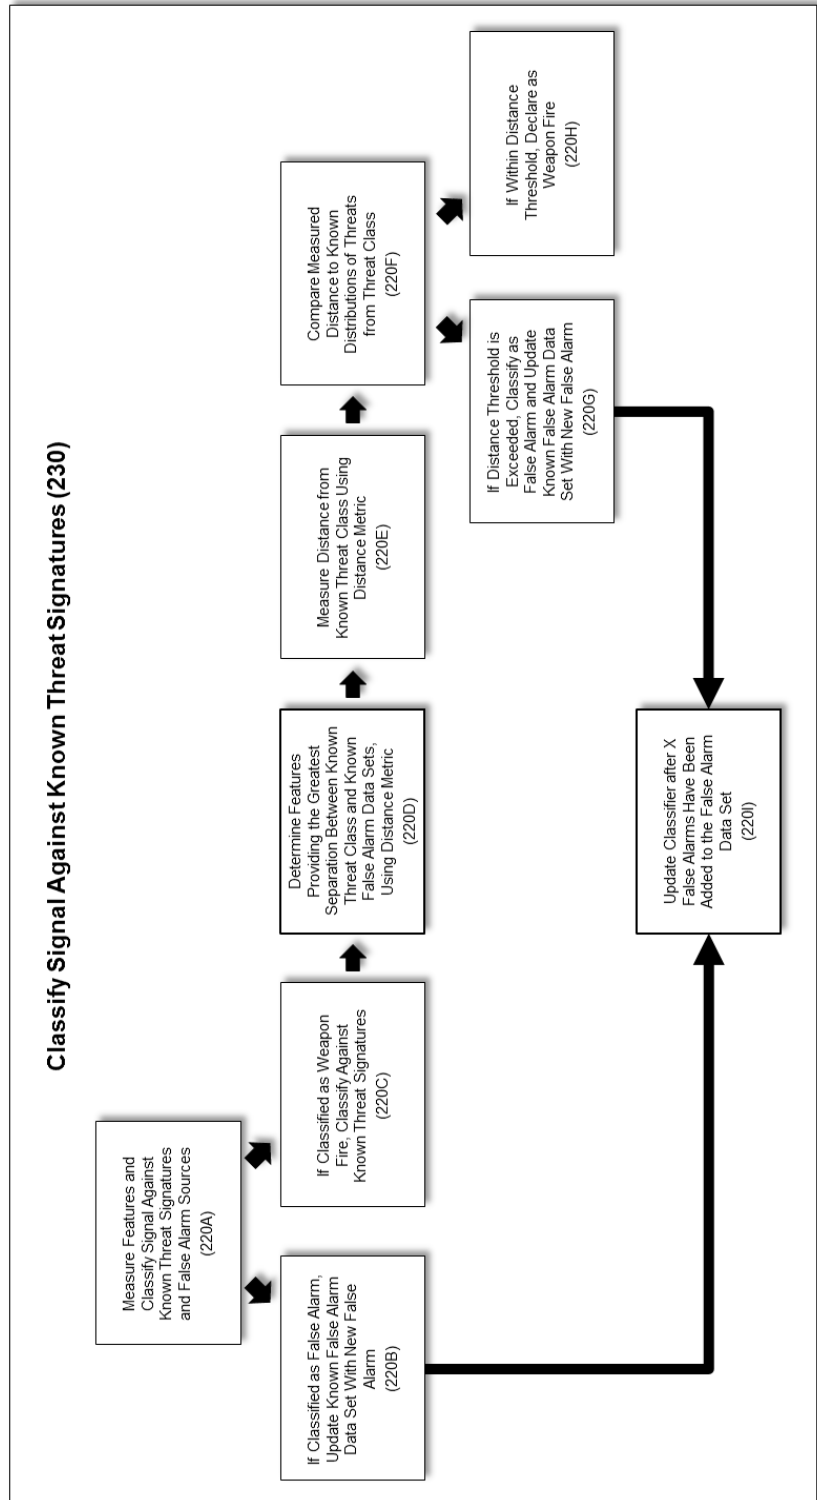 Classify Signal Against Known Threat Signatures (230)
Measure Features and
Classify Signal Against
Known Threat Signatures
and False Alarm Sources
(220A)
If Classified as False Alarm,
Update Known False Alarm
Data Set With New False
Alarm
(220B)
If Classified as Weapon
Fire, Classify Against
Known Threat Signatures
(220C)
Determine Features
Providing the Greatest
Separation Between Known
Threat Class and Known
False Alarm Data Sets,
Using Distance Metric
(220D)
Measure Distance from
Known Threat Class Using
Distance Metric
(220E)
Compare Measured
Distance to Known
Distributions of Threats
from Threat Class
(220F)
If Distance Threshold is
Exceeded, Classify as
False Alarm and Update
Known False Alarm Data
Set With New False Alarm
(220G)
If Within Distance
Threshold, Declare as
Weapon Fire
(220H)
Update Classifier after X
False Alarms Have Been
Added to the False Alarm
Data Set
(220I)